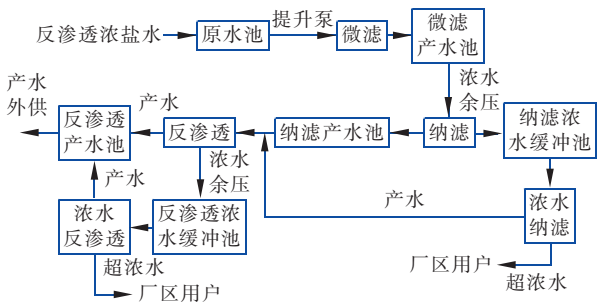 反渗透浓盐水
原水池
提升泵
微滤
微滤
产水池
浓水
余压
产水
外供
反渗透
产水池
产水
反渗透
纳滤产水池
纳滤
纳滤浓
水缓冲池
浓水
余压
产水
产水
浓水
纳滤
浓水
反渗透
反渗透浓
水缓冲池
厂区用户
超浓水
超浓水
厂区用户